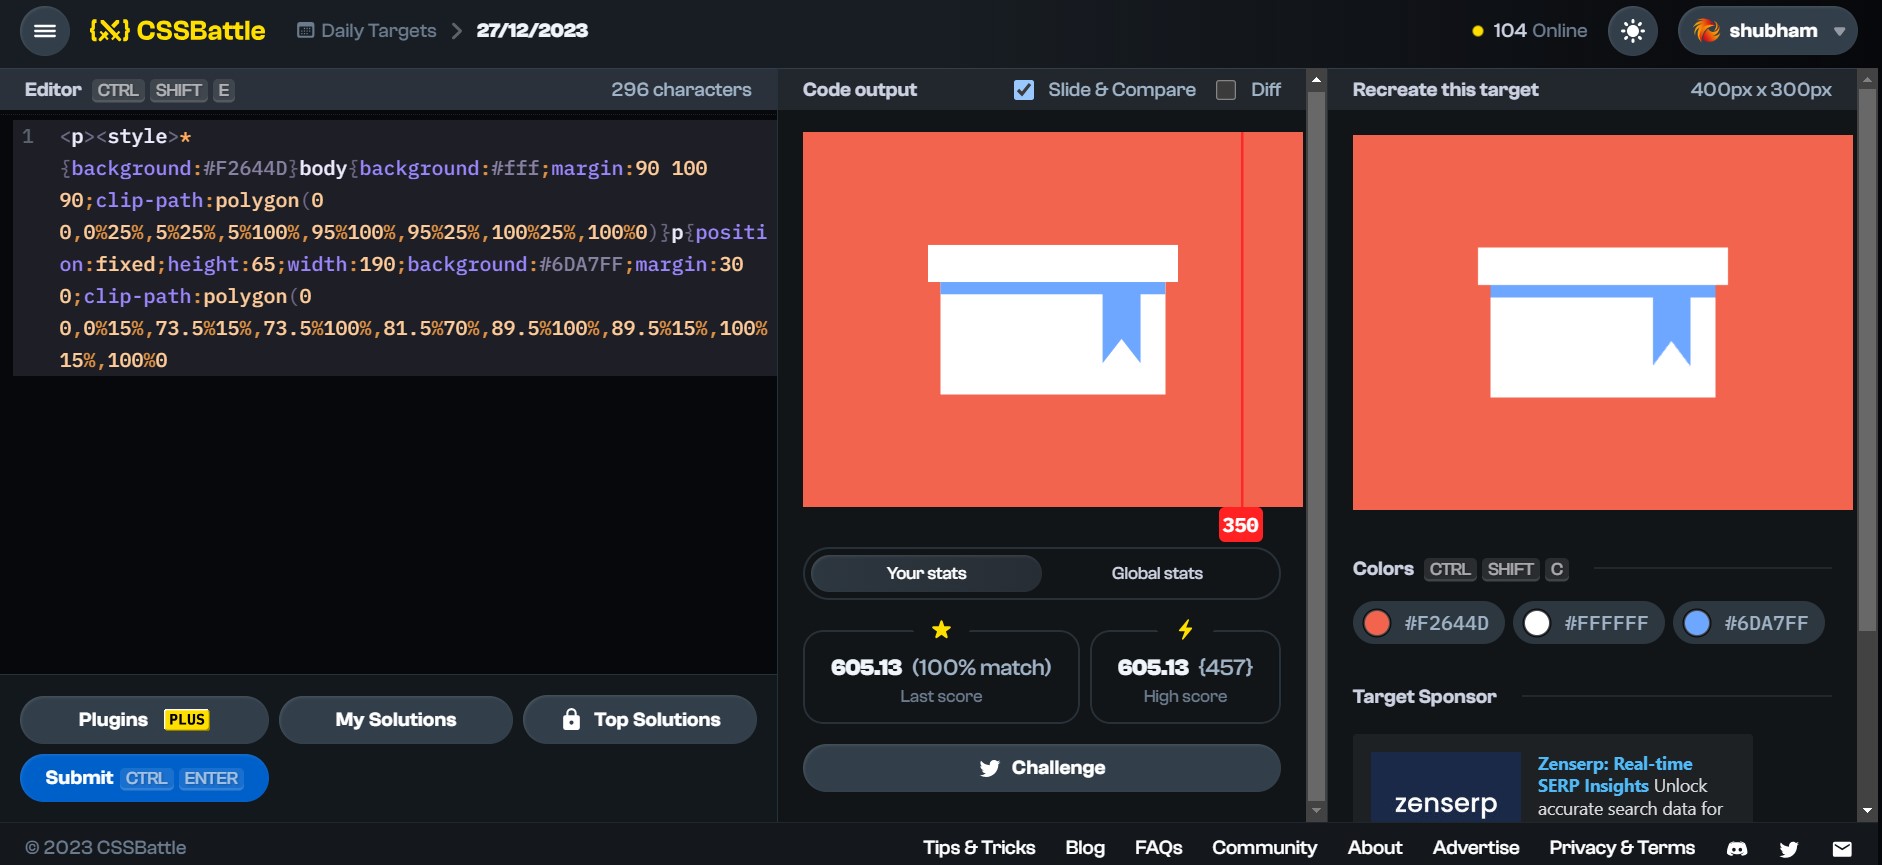 {X} CSSBattle
Daily Targets > 27/12/2023
104 Online
shubham
Editor CTRL SHIFT E
296 characters
1 <p><style>*
{background:#F2644D}body{background:#fff;margin:90 100
90;clip-path:polygon(0
0,0%25%,5%25%,5%100%,95%100%,95%25%,100%25%,100%0)}p{positi
on:fixed;height:65;width:190;background:#6DA7FF;margin:30
0;clip-path:polygon(0
0,0%15%,73.5%15%,73.5%100%,81.5%70%,89.5%100%,89.5%15%,100%
15%,100%0
Plugins PLUS
My Solutions
Top Solutions
Submit CTRL ENTER
Code output
Slide & Compare
Diff
350
Your stats
Global stats
605.13 (100% match)
Last score
605.13 {457}
High score
Challenge
Recreate this target
400px x 300px
Colors CTRL SHIFT C
#F2644D
#FFFFFF
#6DA7FF
Target Sponsor
zenserp
Zenserp: Real-time
SERP Insights Unlock
accurate search data for
© 2023 CSSBattle
Tips & Tricks
Blog
FAQs
Community
About
Advertise
Privacy & Terms